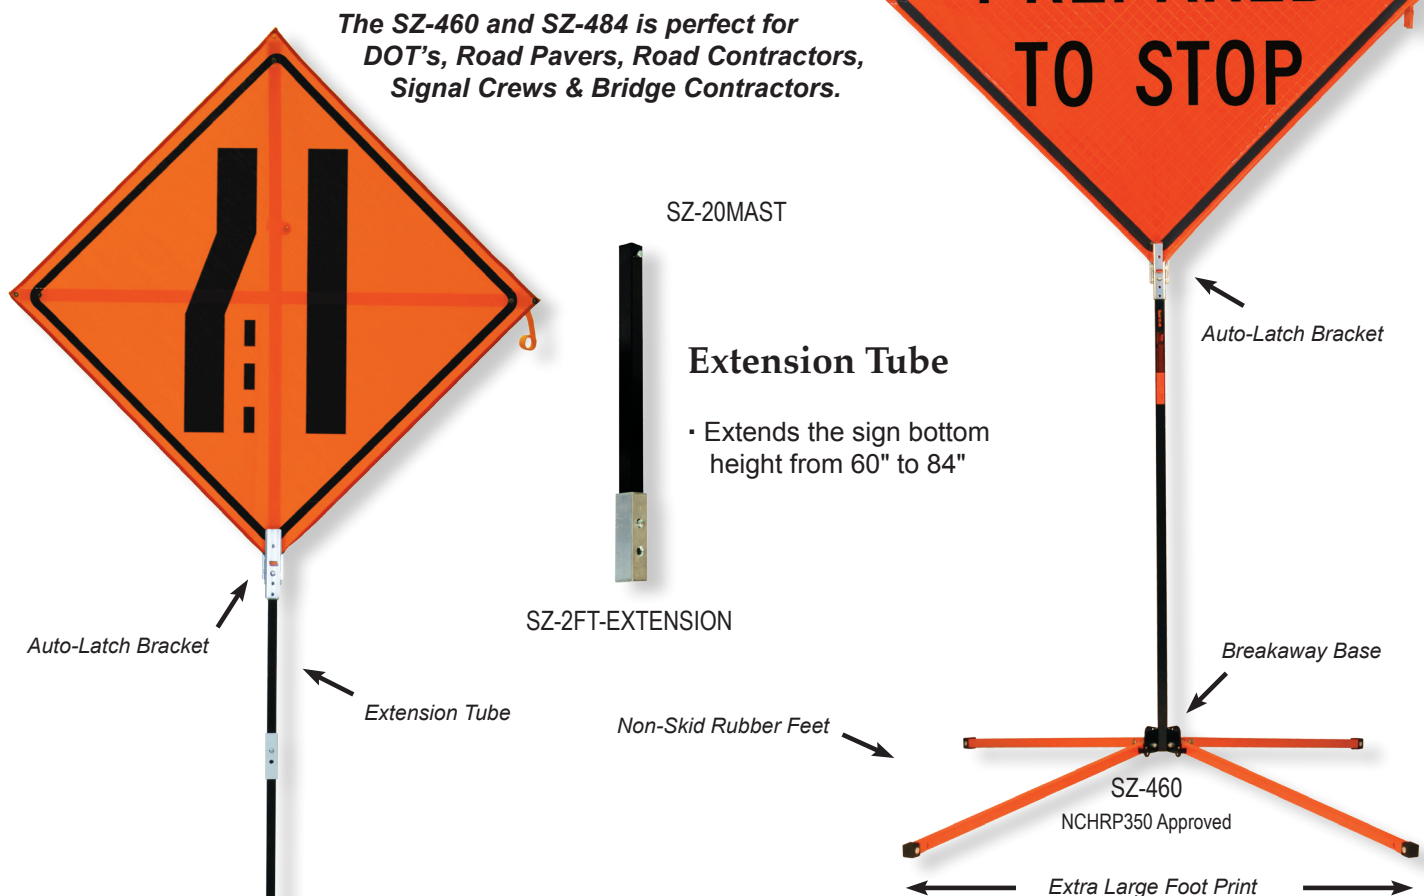 The SZ-460 and SZ-484 is perfect for
DOT's, Road Pavers, Road Contractors,
Signal Crews & Bridge Contractors.
TO STOP
SZ-20MAST
Auto-Latch Bracket
Extension Tube
· Extends the sign bottom
height from 60" to 84"
SZ-2FT-EXTENSION
Auto-Latch Bracket
Extension Tube
Non-Skid Rubber Feet
Breakaway Base
SZ-460
NCHRP350 Approved
Extra Large Foot Print